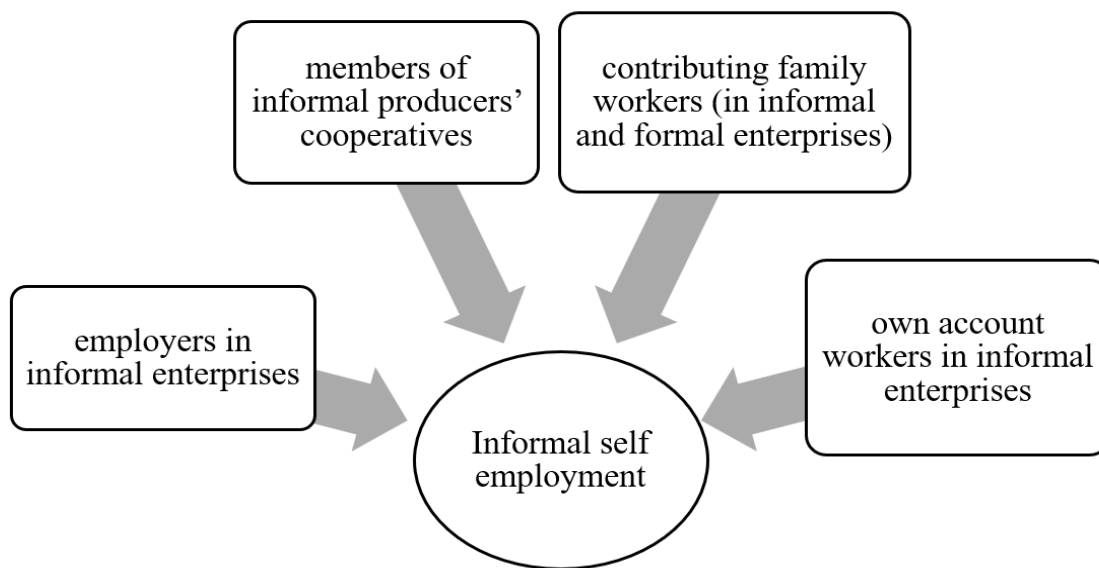 members of
informal producers’
cooperatives
contributing family
workers (in informal
and formal enterprises)
employers in
informal enterprises
own account
workers in informal
enterprises
Informal self
employment